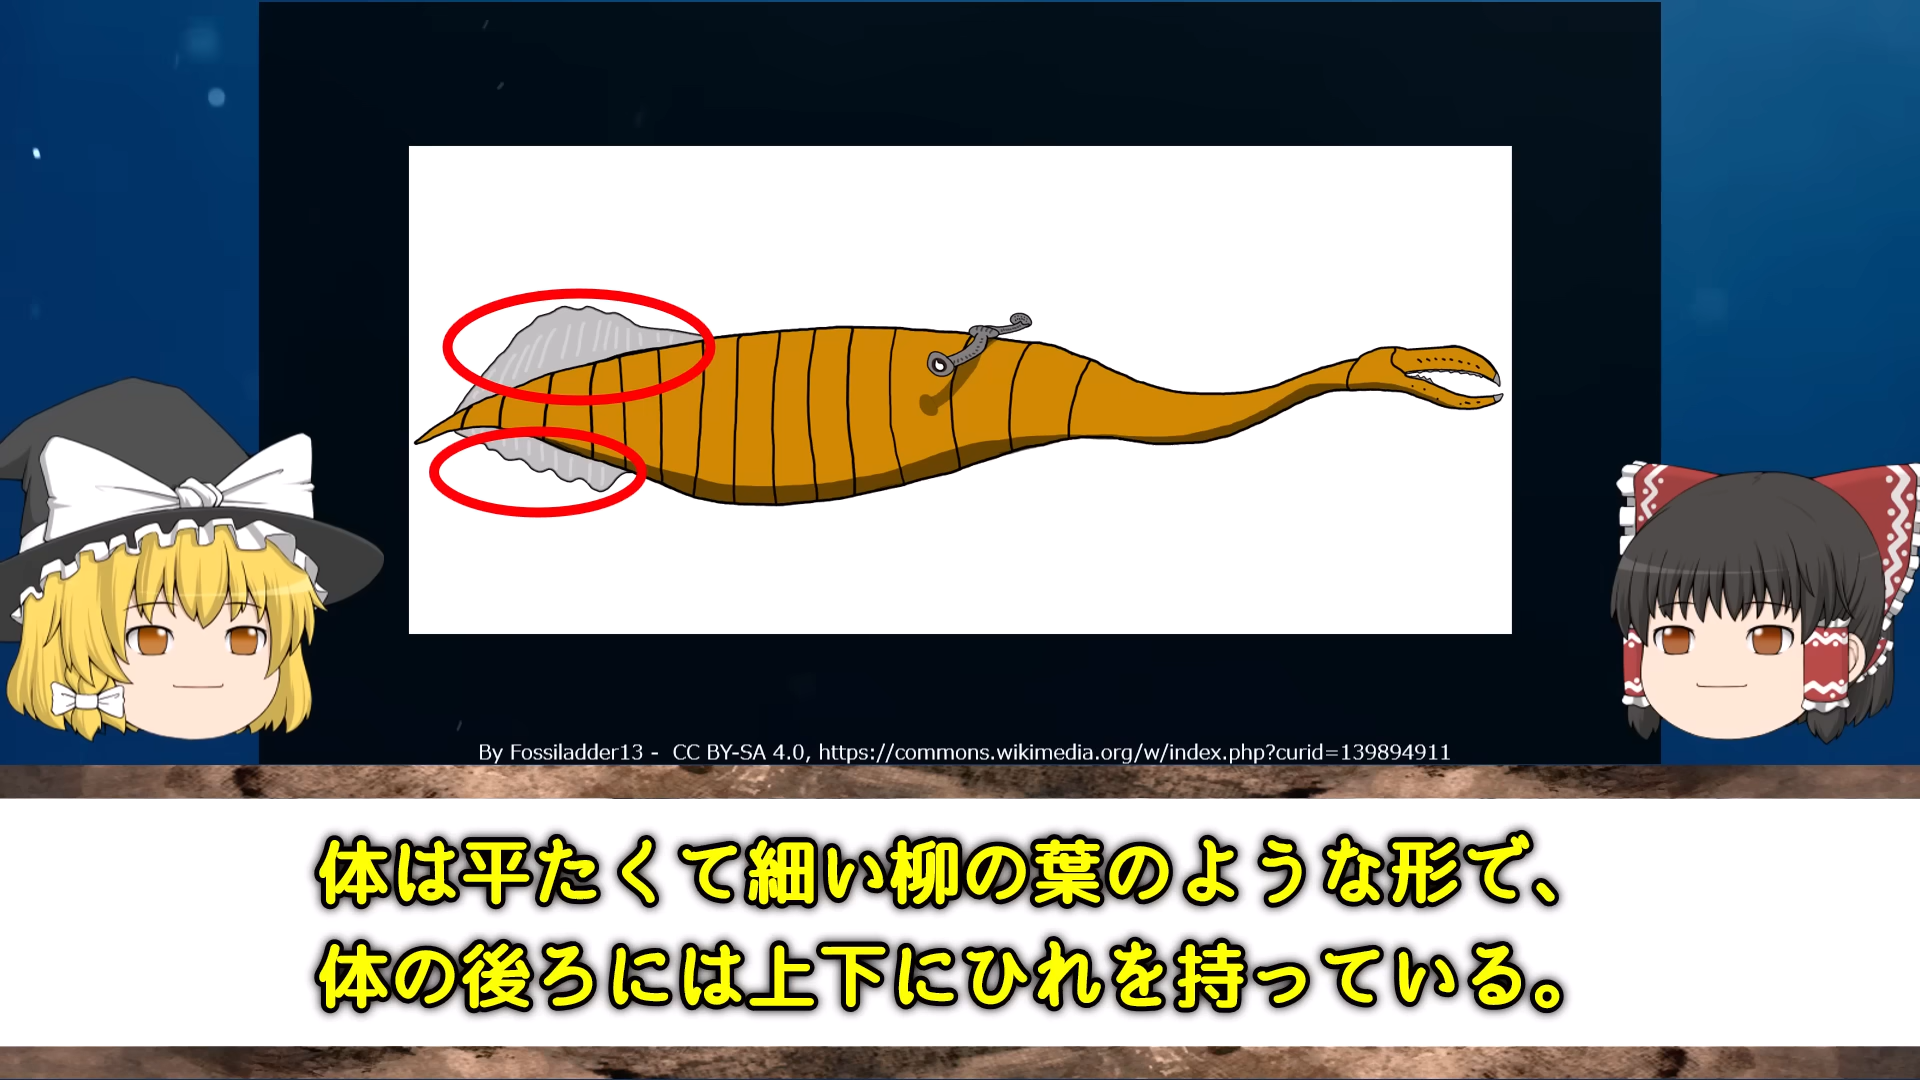 By Fossiladder13 - CC BY-SA 4.0, https://commons.wikimedia.org/w/index.php?curid=139894911
体は平たくて細い柳の葉のような形で、
体の後ろには上下にひれを持っている。